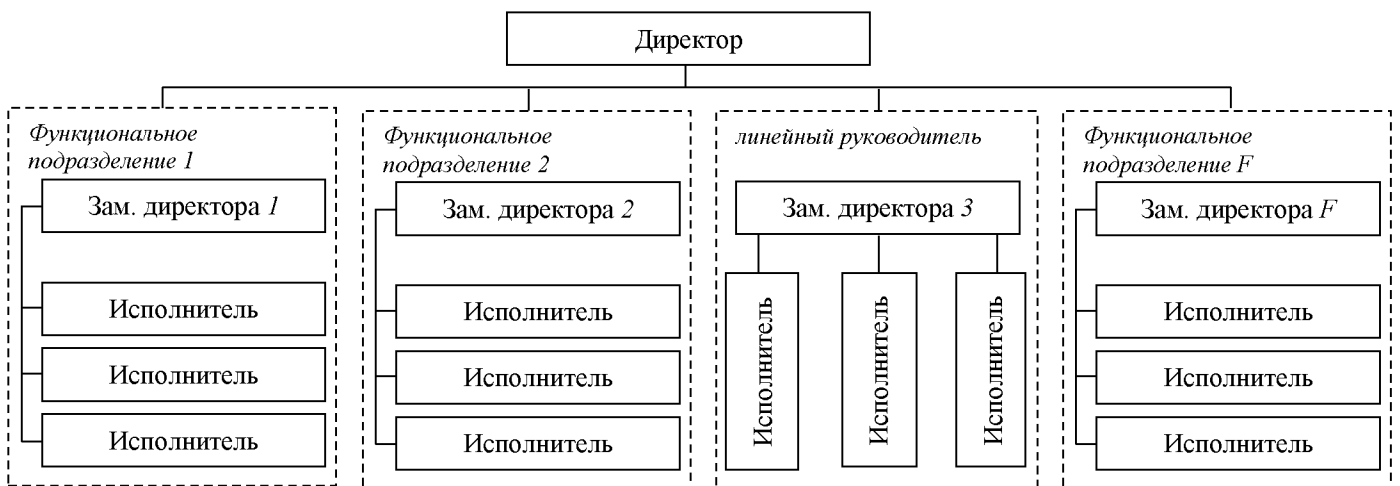 Директор
Функциональное
подразделение 1
Зам. директора 1
Исполнитель
Исполнитель
Исполнитель
Функциональное
подразделение 2
Зам. директора 2
Исполнитель
Исполнитель
Исполнитель
линейный руководитель
Зам. директора 3
Исполнитель
Исполнитель
Исполнитель
Функциональное
подразделение F
Зам. директора F
Исполнитель
Исполнитель
Исполнитель